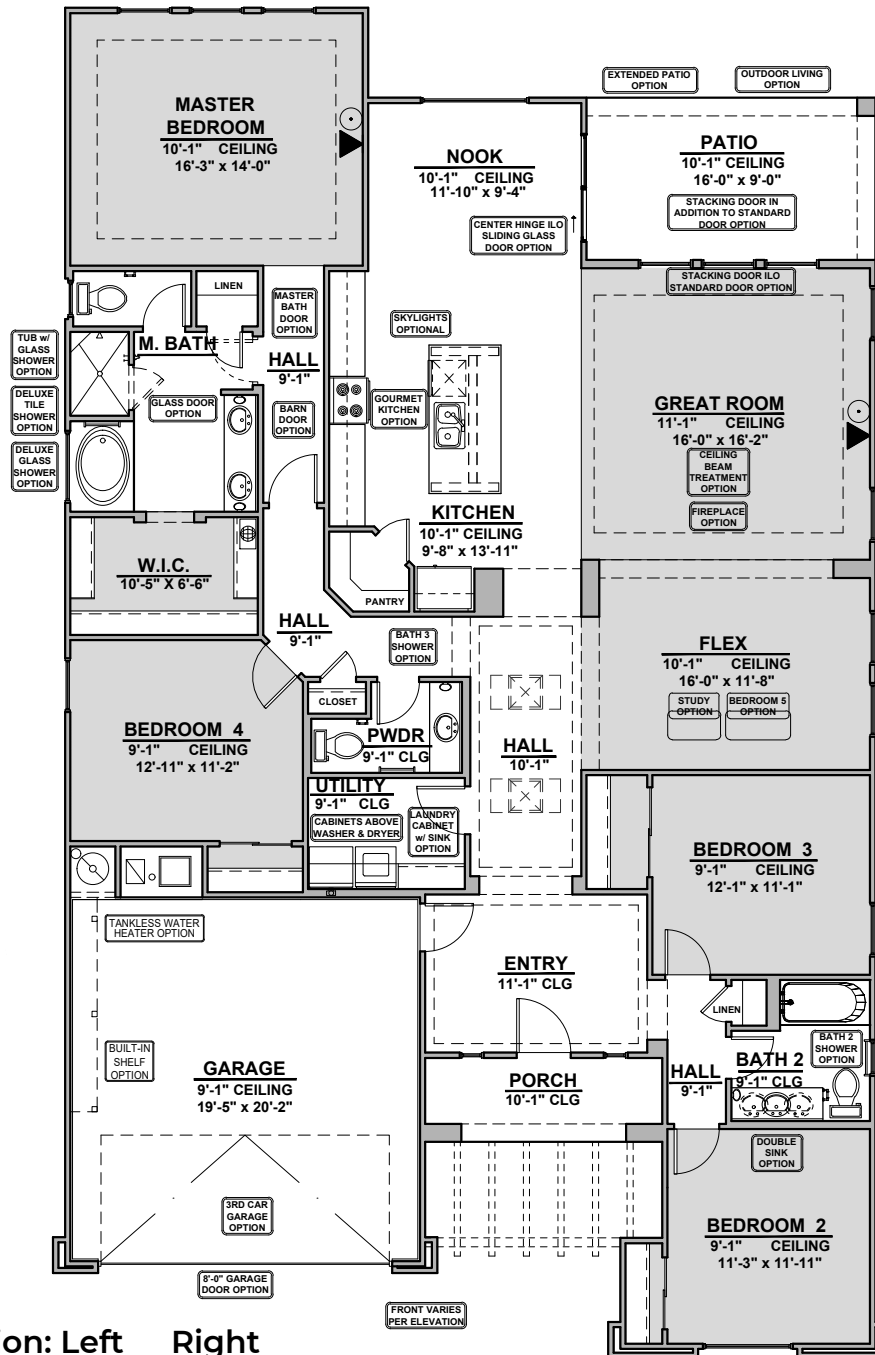 EXTENDED PATIO
OPTION
OUTDOOR LIVING
OPTION
MASTER
BEDROOM
10'-1" CEILING
16'-3" x 14'-0"
NOOK
10'-1" CEILING
11'-10" x 9'-4"
PATIO
10'-1" CEILING
16'-0" x 9'-0"
STACKING DOOR IN
ADDITION TO STANDARD
DOOR OPTION
CENTER HINGE ILO
SLIDING GLASS
DOOR OPTION
STACKING DOOR ILO
STANDARD DOOR OPTION
LINEN
MASTER
BATH
DOOR
OPTION
SKYLIGHTS
OPTIONAL
M. BATH
TUB w/
GLASS
SHOWER
OPTION
HALL
9'-1"
DELUXE
TILE
SHOWER
OPTION
GLASS DOOR
OPTION
BARN
DOOR
OPTION
GOURMET
KITCHEN
OPTION
GREAT ROOM
11'-1" CEILING
16'-0" x 16'-2"
CEILING
BEAM
TREATMENT
OPTION
DELUXE
GLASS
SHOWER
OPTION
FIREPLACE
OPTION
KITCHEN
10'-1" CEILING
9'-8" x 13'-11"
W.I.C.
10'-5" X 6'-6"
PANTRY
HALL
9'-1"
BATH 3
SHOWER
OPTION
FLEX
10'-1" CEILING
16'-0" x 11'-8"
STUDY
OPTION
BEDROOM 5
OPTION
CLOSET
BEDROOM 4
9'-1" CEILING
12'-11" x 11'-2"
PWDR
9'-1" CLG
HALL
10'-1"
UTILITY
9'-1" CLG
CABINETS ABOVE
WASHER & DRYER
LAUNDRY
CABINET
w/ SINK
OPTION
BEDROOM 3
9'-1" CEILING
12'-1" x 11'-1"
TANKLESS WATER
HEATER OPTION
ENTRY
11'-1" CLG
LINEN
BUILT-IN
SHELF
OPTION
GARAGE
9'-1" CEILING
19'-5" x 20'-2"
PORCH
10'-1" CLG
HALL
9'-1"
BATH 2
9'-1" CLG
BATH 2
SHOWER
OPTION
DOUBLE
SINK
OPTION
3RD CAR
GARAGE
OPTION
BEDROOM 2
9'-1" CEILING
11'-3" x 11'-11"
8'-0" GARAGE
DOOR OPTION
FRONT VARIES
PER ELEVATION
ion: Left Right